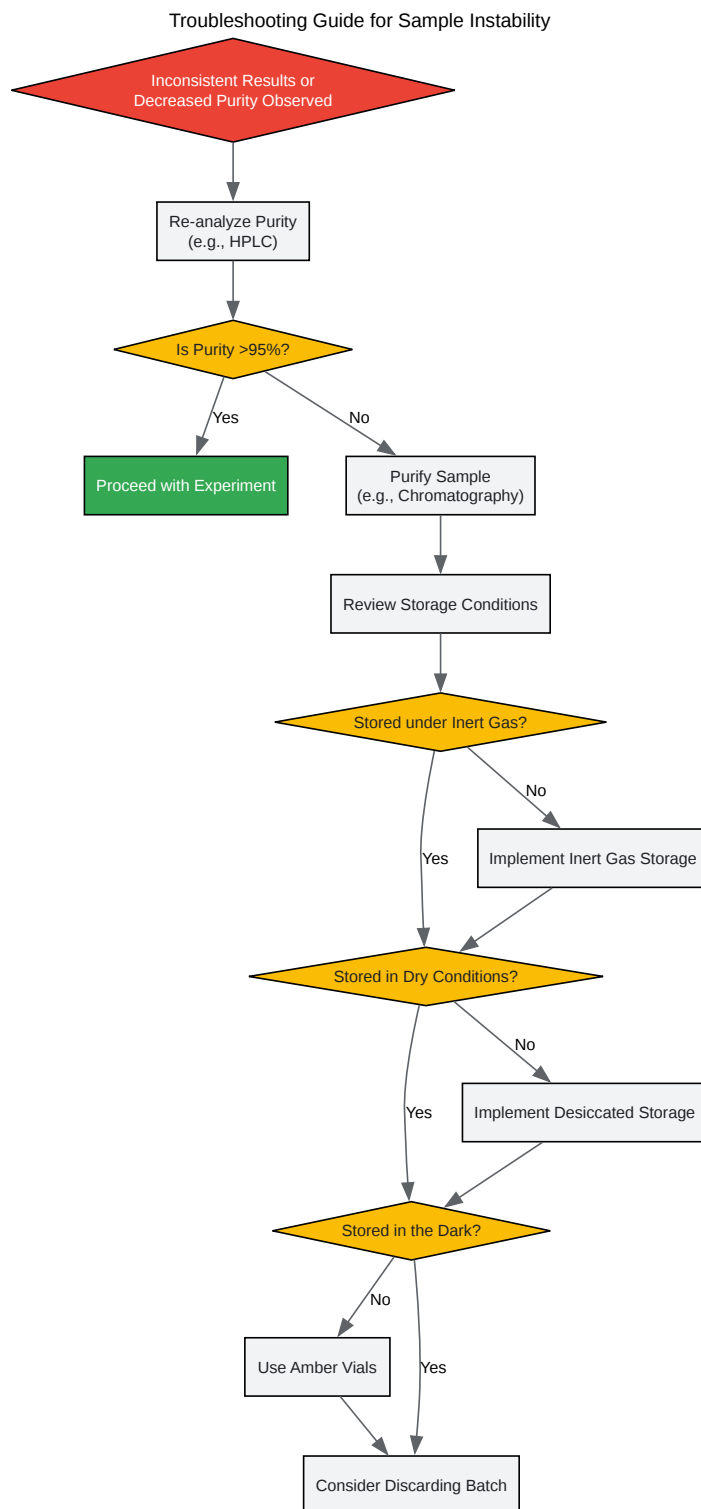 Troubleshooting Guide for Sample Instability
Inconsistent Results or
Decreased Purity Observed
Re-analyze Purity
(e.g., HPLC)
Is Purity >95%?
Yes
No
Proceed with Experiment
Purify Sample
(e.g., Chromatography)
Review Storage Conditions
Stored under Inert Gas?
No
Yes
Implement Inert Gas Storage
Stored in Dry Conditions?
No
Yes
Implement Desiccated Storage
Stored in the Dark?
No
Yes
Use Amber Vials
Consider Discarding Batch